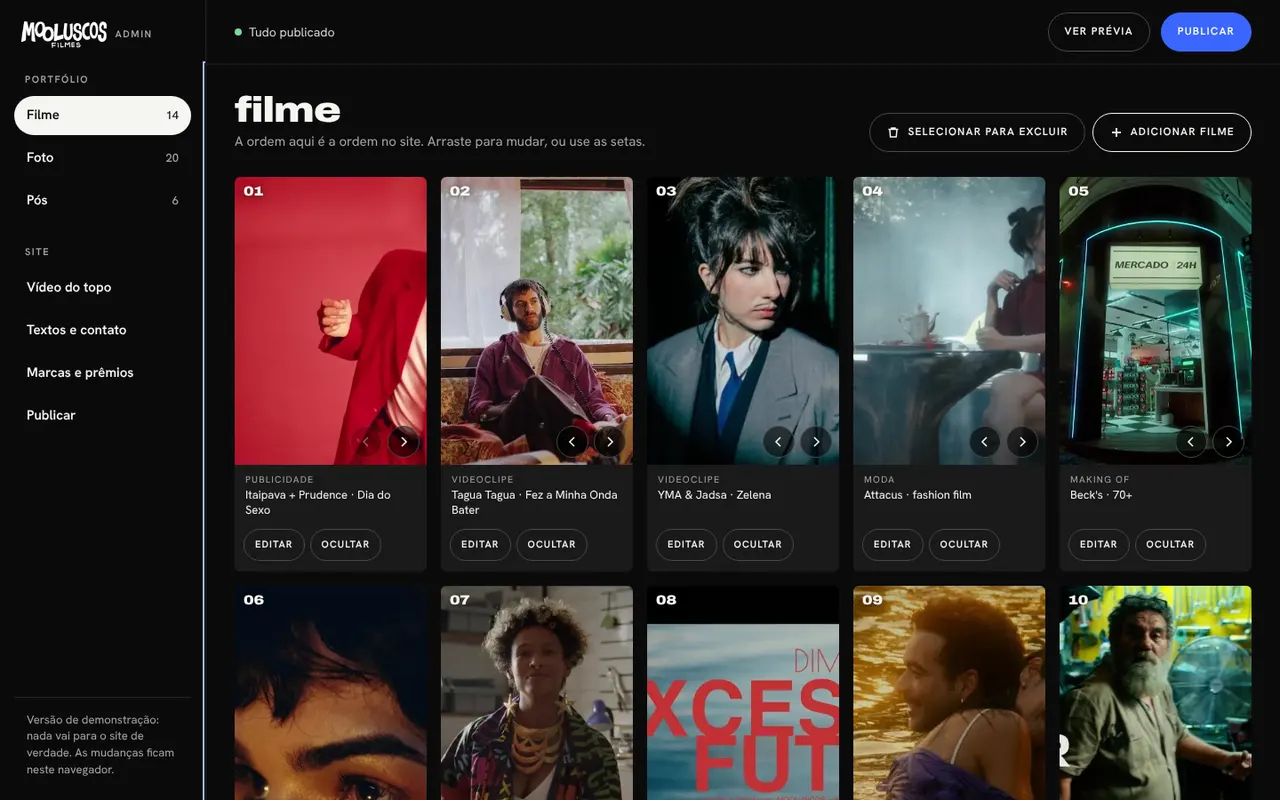 MOOLUSCOS
FILMES
ADMIN
Tudo publicado
VER PRÉVIA
PUBLICAR
PORTFÓLIO
Filme 14
Foto 20
Pós 6
SITE
Vídeo do topo
Textos e contato
Marcas e prêmios
Publicar
Versão de demonstração:
nada vai para o site de
verdade. As mudanças ficam
neste navegador.
filme
A ordem aqui é a ordem no site. Arraste para mudar, ou use as setas.
SELECIONAR PARA EXCLUIR
ADICIONAR FILME
01
PUBLICIDADE
Itaipava + Prudence · Dia do
Sexo
EDITAR OCULTAR
02
VIDEOCLIPE
Tagua Tagua · Fez a Minha Onda
Bater
EDITAR OCULTAR
03
VIDEOCLIPE
YMA & Jadsa · Zelena
EDITAR OCULTAR
04
MODA
Attacus · fashion film
EDITAR OCULTAR
05
MERCADO 24H
MAKING OF
Beck's · 70+
EDITAR OCULTAR
06
07
08
DIM
XCES
FUT
09
10
R